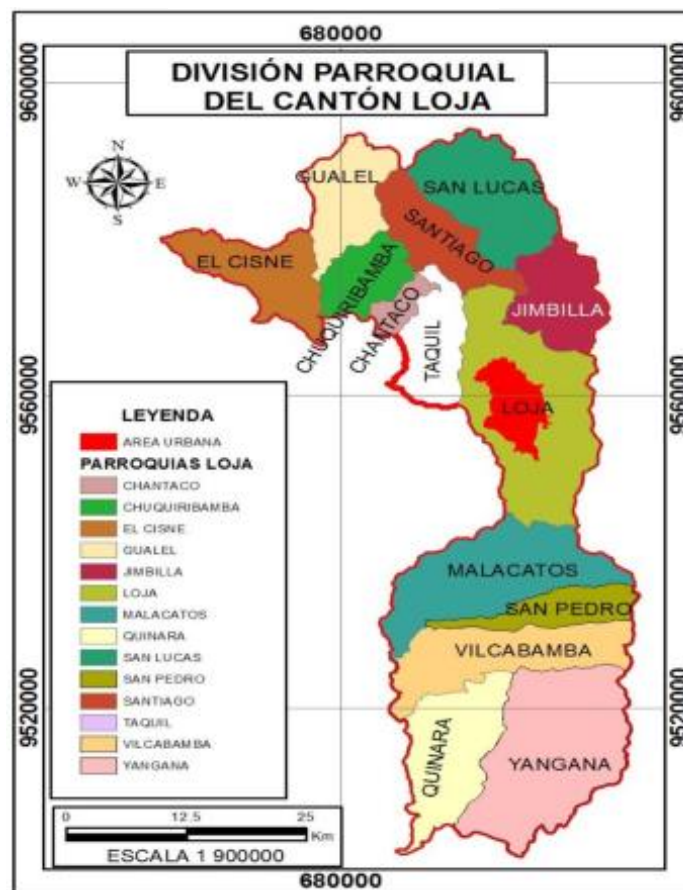 680000
9600000
9600000
DIVISIÓN PARROQUIAL
DEL CANTÓN LOJA
N
W
E
S
GUALEL
SAN LUCAS
SANTIAGO
EL CISNE
CHUQUIRIBAMBA
CHANTACO
JIMBILLA
TAQUIL
9560000
9560000
LOJA
LEYENDA
AREA URBANA
PARROQUIAS LOJA
CHANTACO
CHUQUIRIBAMBA
EL CISNE
GUALEL
JIMBILLA
LOJA
MALACATOS
QUINARA
SAN LUCAS
SAN PEDRO
SANTIAGO
TAQUIL
VILCABAMBA
YANGANA
MALACATOS
SAN PEDRO
VILCABAMBA
9520000
9520000
QUINARA
YANGANA
0 12.5 25
Km
ESCALA 1 900000
680000